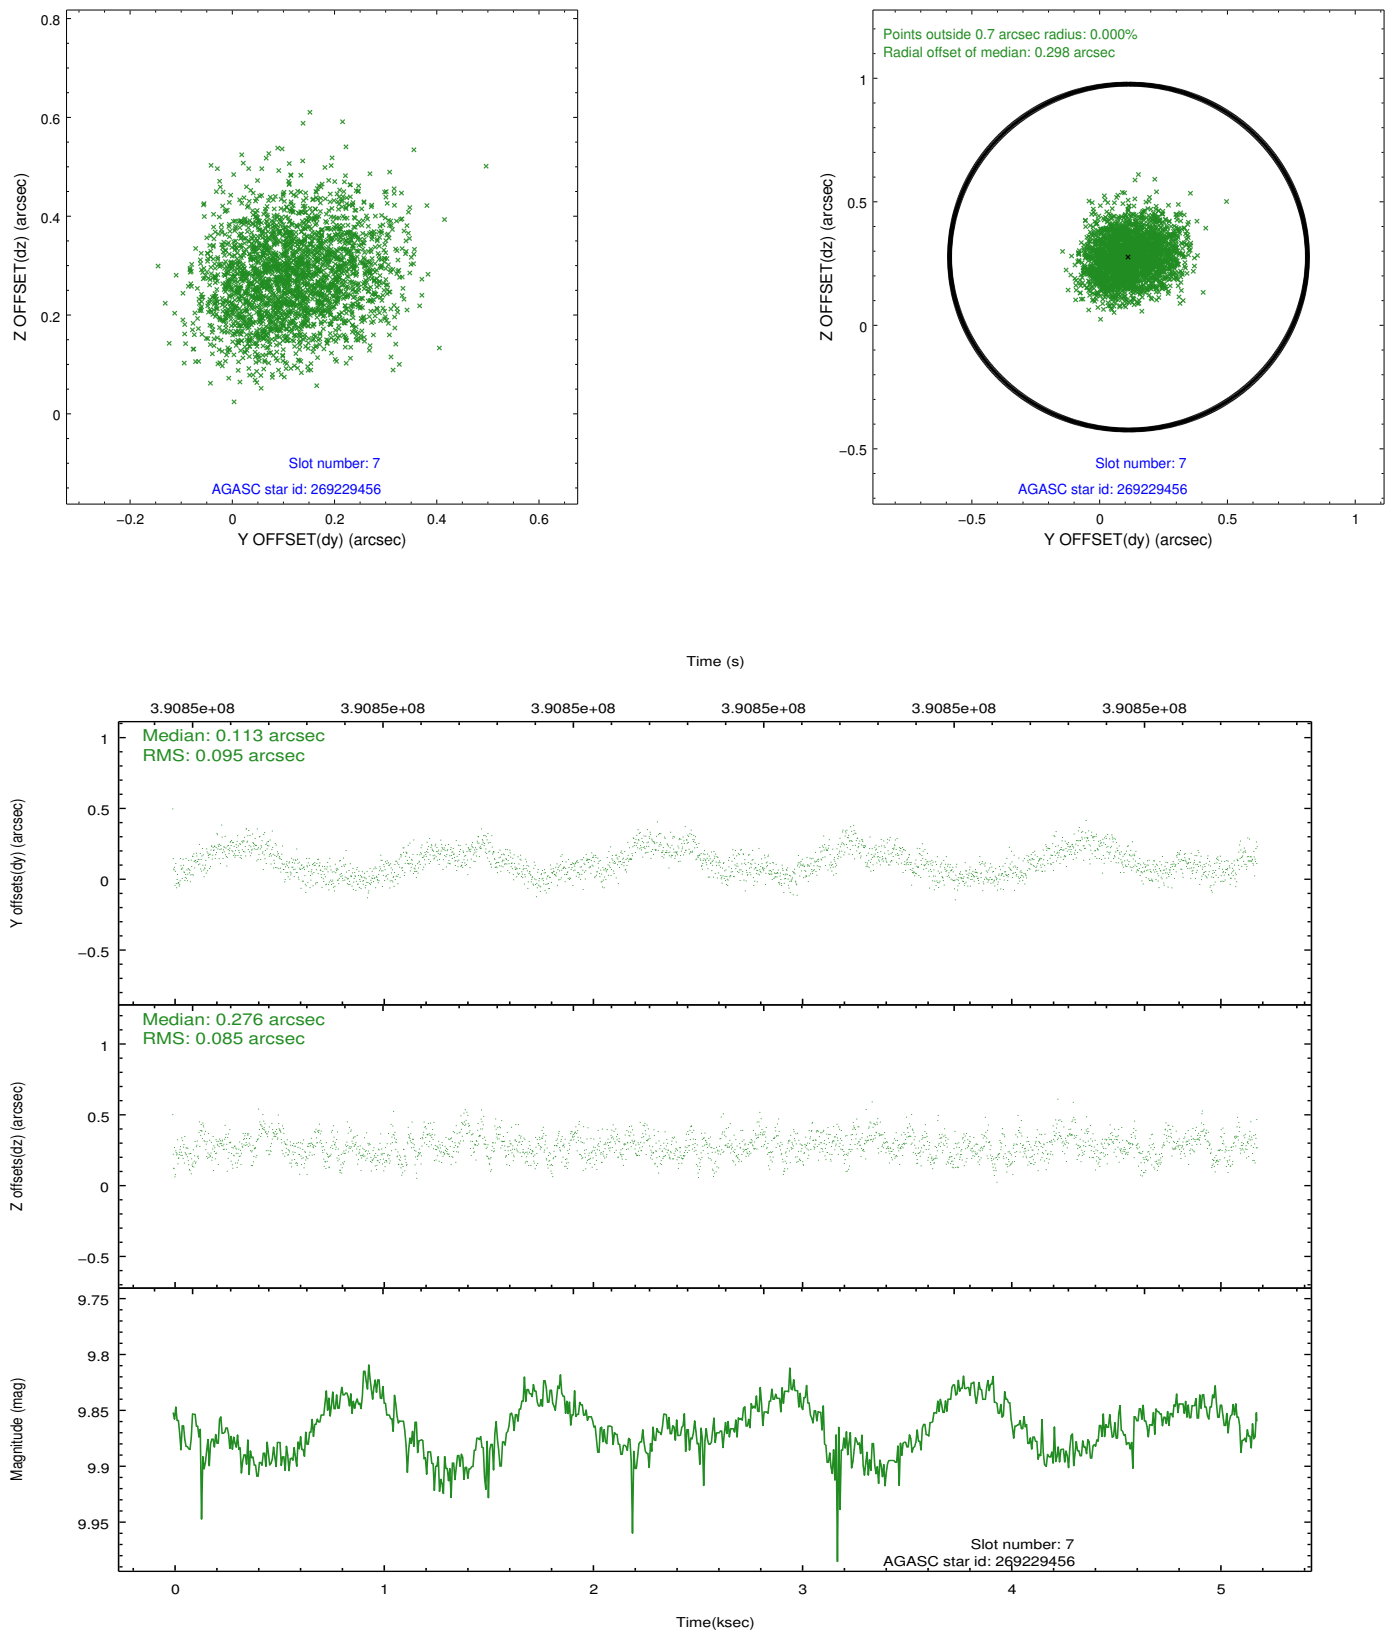 0.8
0.6
0.4
0.2
0
−0.2
0
0.2
0.4
0.6
Z OFFSET(dz) (arcsec)
Y OFFSET(dy) (arcsec)
Slot number: 7
AGASC star id: 269229456
Points outside 0.7 arcsec radius: 0.000%
Radial offset of median: 0.298 arcsec
1
0.5
0
−0.5
−0.5
0
0.5
1
Z OFFSET(dz) (arcsec)
Y OFFSET(dy) (arcsec)
Slot number: 7
AGASC star id: 269229456
Time (s)
3.9085e+08 3.9085e+08 3.9085e+08 3.9085e+08 3.9085e+08 3.9085e+08
Median: 0.113 arcsec
RMS: 0.095 arcsec
1
0.5
0
−0.5
Y offsets(dy) (arcsec)
Median: 0.276 arcsec
RMS: 0.085 arcsec
1
0.5
0
−0.5
Z offsets(dz) (arcsec)
9.75
9.8
9.85
9.9
9.95
Magnitude (mag)
Slot number: 7
AGASC star id: 269229456
0 1 2 3 4 5
Time(ksec)